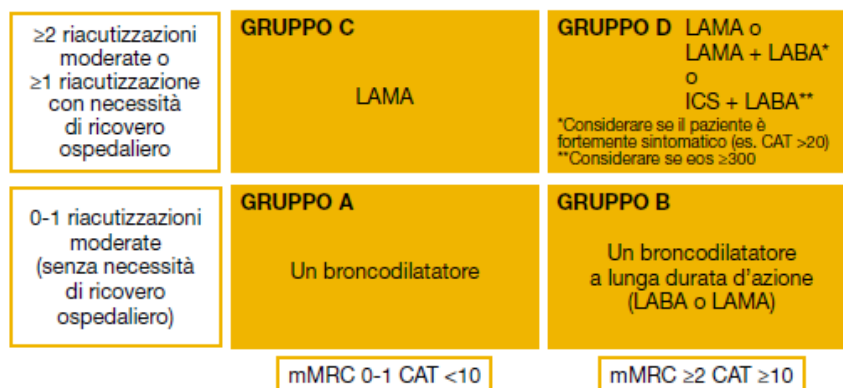 ≥2 riacutizzazioni
moderate o
≥1 riacutizzazione
con necessità
di ricovero
ospedaliero
GRUPPO C
LAMA
GRUPPO D LAMA o
LAMA + LABA*
o
ICS + LABA**
*Considerare se il paziente è
fortemente sintomatico (es. CAT >20)
**Considerare se eos ≥300
0-1 riacutizzazioni
moderate
(senza necessità
di ricovero
ospedaliero)
GRUPPO A
Un broncodilatatore
GRUPPO B
Un broncodilatatore
a lunga durata d'azione
(LABA o LAMA)
mMRC 0-1 CAT <10
mMRC ≥2 CAT ≥10